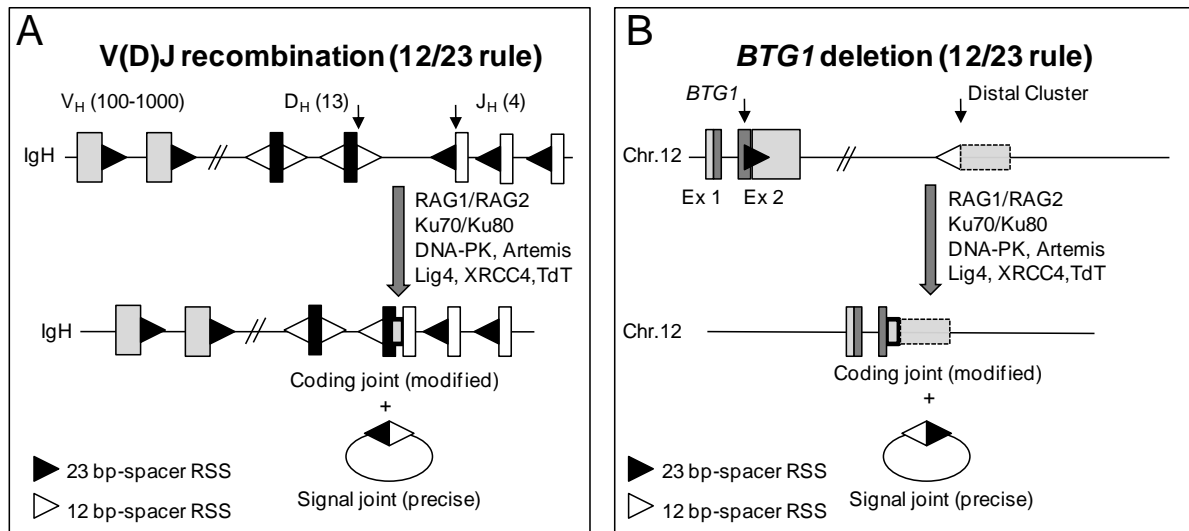 A
V(D)J recombination (12/23 rule)
V_H (100-1000)
D_H (13)
J_H (4)
IgH
RAG1/RAG2
Ku70/Ku80
DNA-PK, Artemis
Lig4, XRCC4,TdT
IgH
Coding joint (modified)
+
Signal joint (precise)
23 bp-spacer RSS
12 bp-spacer RSS
B
BTG1 deletion (12/23 rule)
BTG1
Distal Cluster
Chr.12
Ex 1
Ex 2
RAG1/RAG2
Ku70/Ku80
DNA-PK, Artemis
Lig4, XRCC4,TdT
Chr.12
Coding joint (modified)
+
Signal joint (precise)
23 bp-spacer RSS
12 bp-spacer RSS